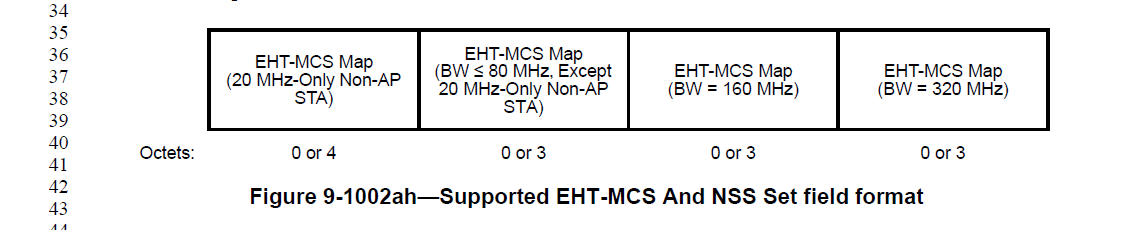 34
35
36
37
38
39
40
41
42
43
44
EHT-MCS Map
(20 MHz-Only Non-AP
STA)
EHT-MCS Map
(BW ≤ 80 MHz, Except
20 MHz-Only Non-AP
STA)
EHT-MCS Map
(BW = 160 MHz)
EHT-MCS Map
(BW = 320 MHz)
Octets: 0 or 4 0 or 3 0 or 3 0 or 3
Figure 9-1002ah—Supported EHT-MCS And NSS Set field format